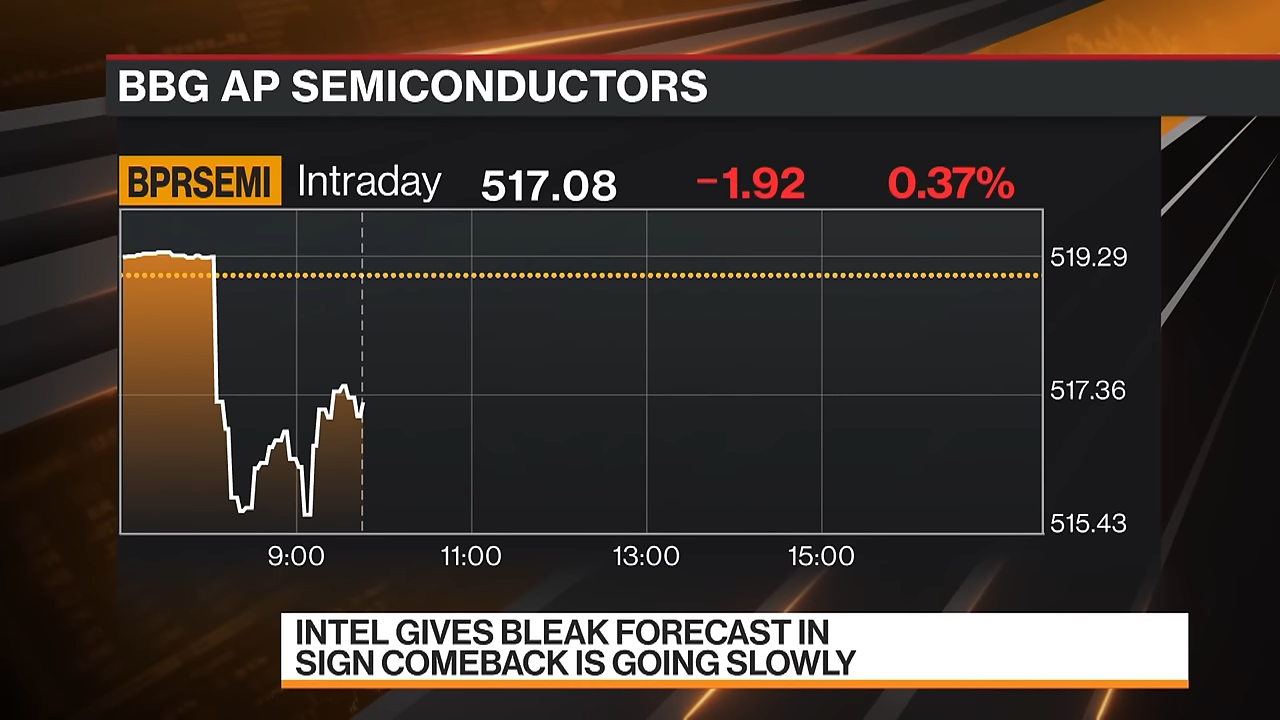 BBG AP SEMICONDUCTORS
BPRSEMI Intraday 517.08 −1.92 0.37%
519.29
517.36
515.43
9:00 11:00 13:00 15:00
INTEL GIVES BLEAK FORECAST IN
SIGN COMEBACK IS GOING SLOWLY